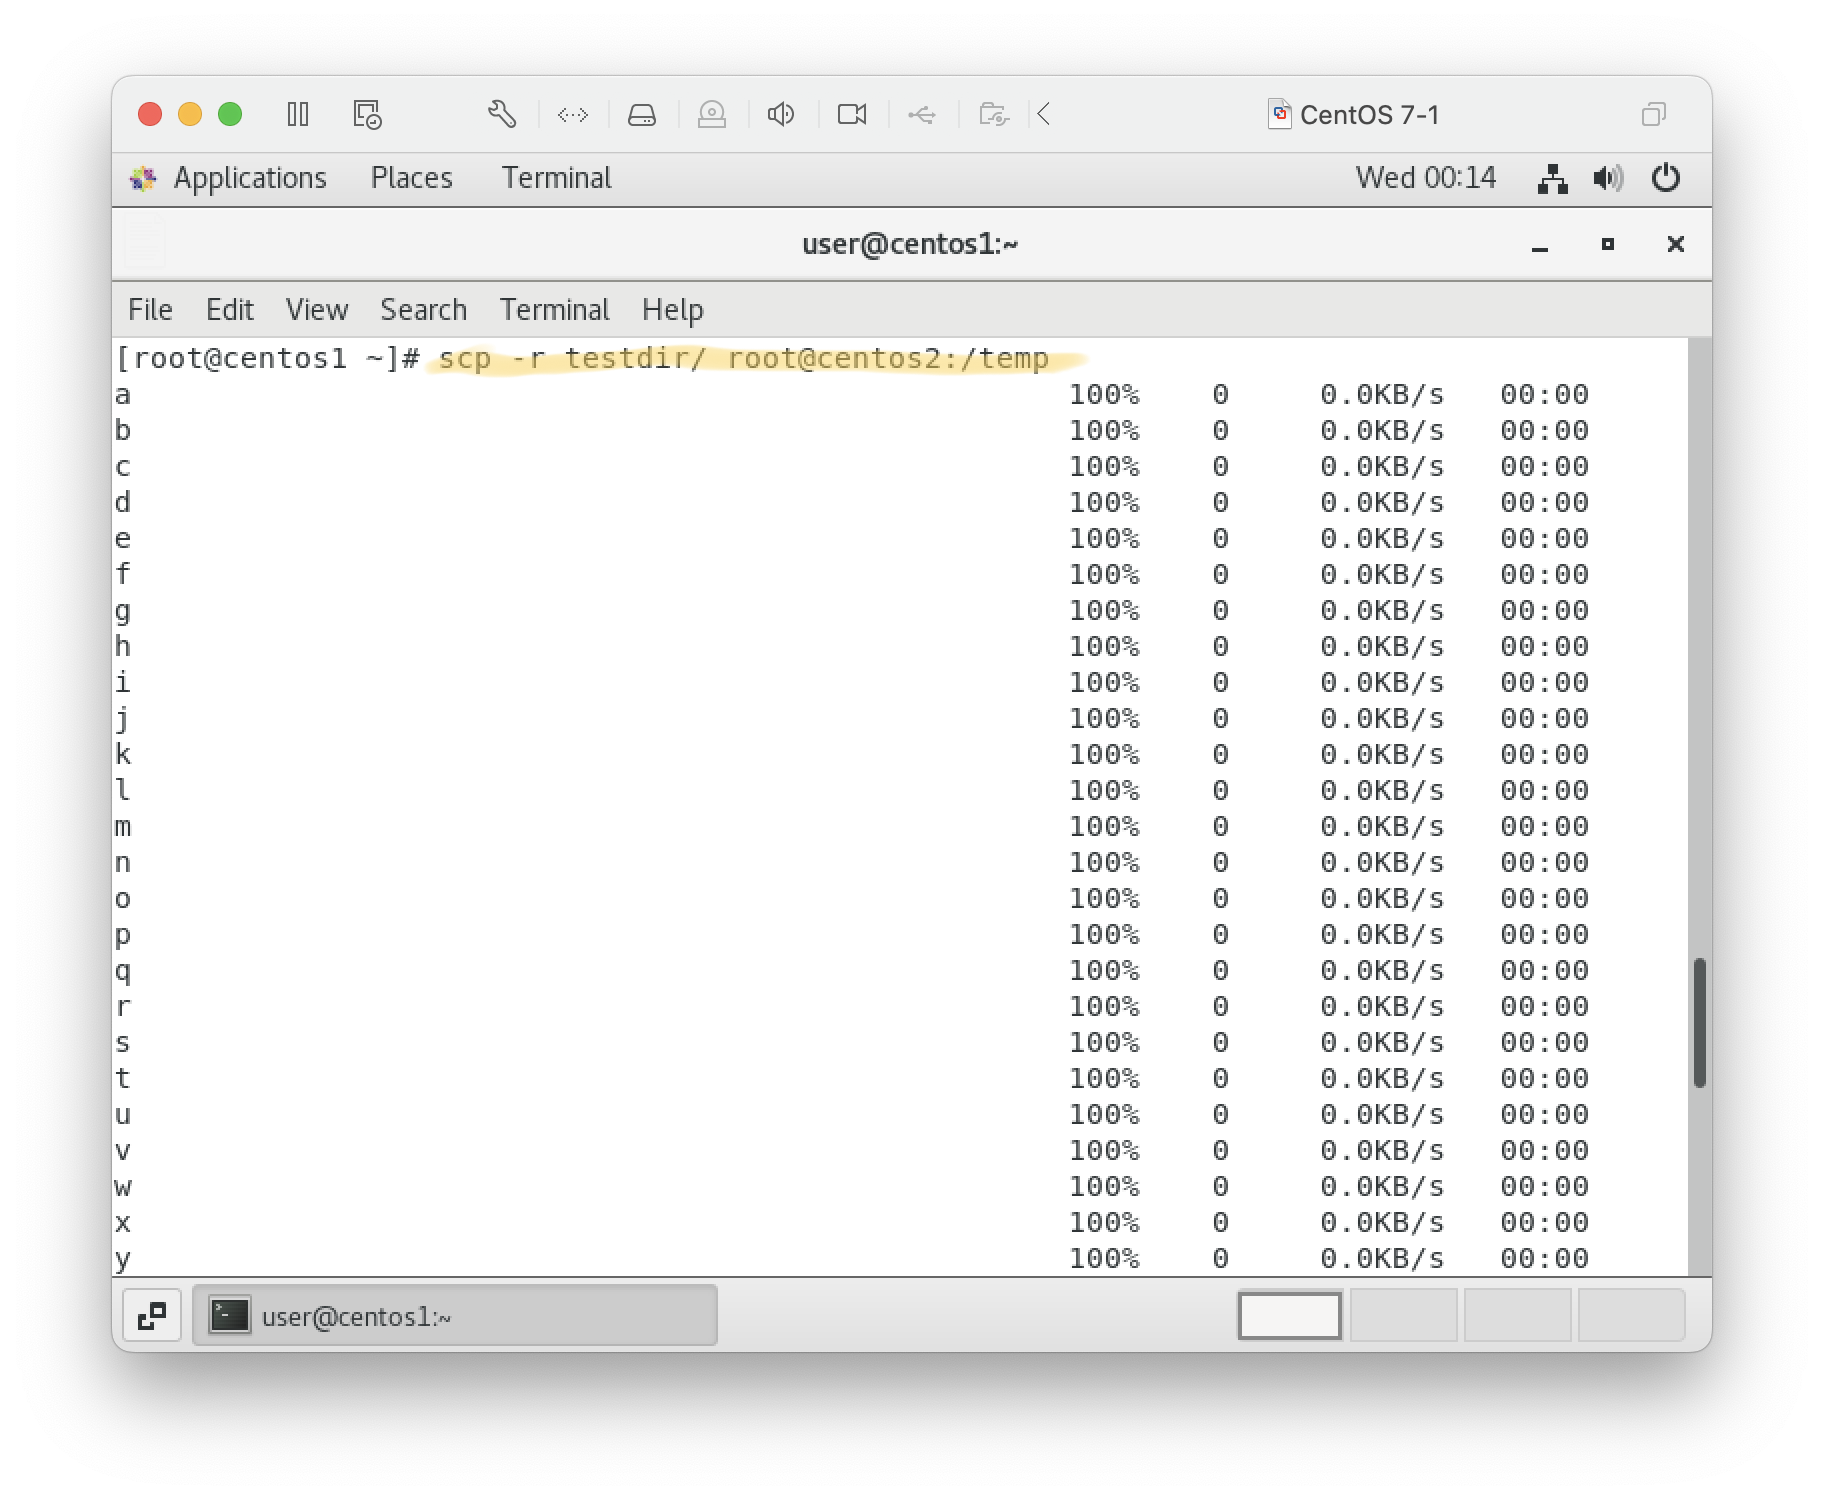 CentOS 7-1
Applications Places Terminal Wed 00:14
user@centos1:~
File Edit View Search Terminal Help
[root@centos1 ~]# scp -r testdir/ root@centos2:/temp
a 100% 0 0.0KB/s 00:00
b 100% 0 0.0KB/s 00:00
c 100% 0 0.0KB/s 00:00
d 100% 0 0.0KB/s 00:00
e 100% 0 0.0KB/s 00:00
f 100% 0 0.0KB/s 00:00
g 100% 0 0.0KB/s 00:00
h 100% 0 0.0KB/s 00:00
i 100% 0 0.0KB/s 00:00
j 100% 0 0.0KB/s 00:00
k 100% 0 0.0KB/s 00:00
l 100% 0 0.0KB/s 00:00
m 100% 0 0.0KB/s 00:00
n 100% 0 0.0KB/s 00:00
o 100% 0 0.0KB/s 00:00
p 100% 0 0.0KB/s 00:00
q 100% 0 0.0KB/s 00:00
r 100% 0 0.0KB/s 00:00
s 100% 0 0.0KB/s 00:00
t 100% 0 0.0KB/s 00:00
u 100% 0 0.0KB/s 00:00
v 100% 0 0.0KB/s 00:00
w 100% 0 0.0KB/s 00:00
x 100% 0 0.0KB/s 00:00
y 100% 0 0.0KB/s 00:00
user@centos1:~